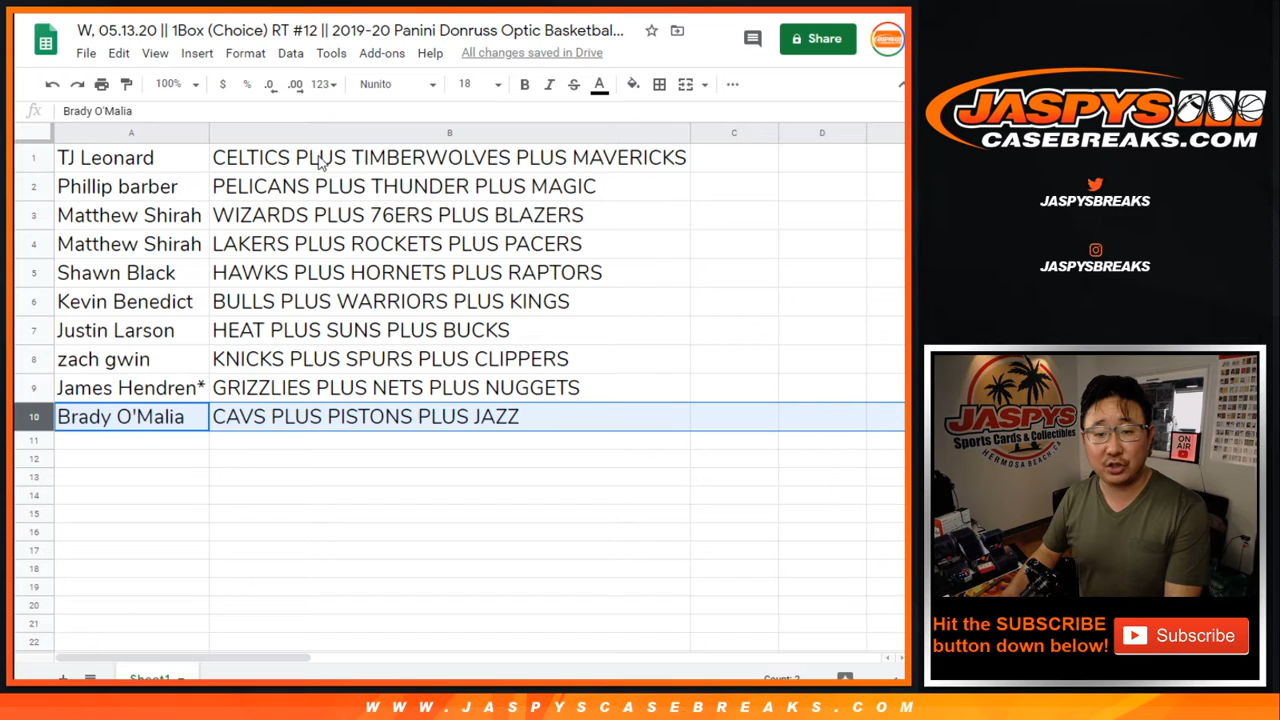 W, 05.13.20 || 1Box (Choice) RT #12 || 2019-20 Panini Donruss Optic Basketbal...
File Edit View Insert Format Data Tools Add-ons Help All changes saved in Drive
Share
100% $ % .0 .00 123 Nunito 18 B I S A
fx Brady O'Malia
A B C D
1 TJ Leonard CELTICS PLUS TIMBERWOLVES PLUS MAVERICKS
2 Phillip barber PELICANS PLUS THUNDER PLUS MAGIC
3 Matthew Shirah WIZARDS PLUS 76ERS PLUS BLAZERS
4 Matthew Shirah LAKERS PLUS ROCKETS PLUS PACERS
5 Shawn Black HAWKS PLUS HORNETS PLUS RAPTORS
6 Kevin Benedict BULLS PLUS WARRIORS PLUS KINGS
7 Justin Larson HEAT PLUS SUNS PLUS BUCKS
8 zach gwin KNICKS PLUS SPURS PLUS CLIPPERS
9 James Hendren* GRIZZLIES PLUS NETS PLUS NUGGETS
10 Brady O'Malia CAVS PLUS PISTONS PLUS JAZZ
11
12
13
14
15
16
17
18
19
20
21
22
Sheet1
Count: 2
JASPYS
CASEBREAKS.COM
JASPYSBREAKS
JASPYSBREAKS
JASPYS
Sports Cards & Collectibles
HERMOSA BEACH, CA
ON AIR
Hit the SUBSCRIBE
button down below!
Subscribe
WWW.JASPYSCASEBREAKS.COM